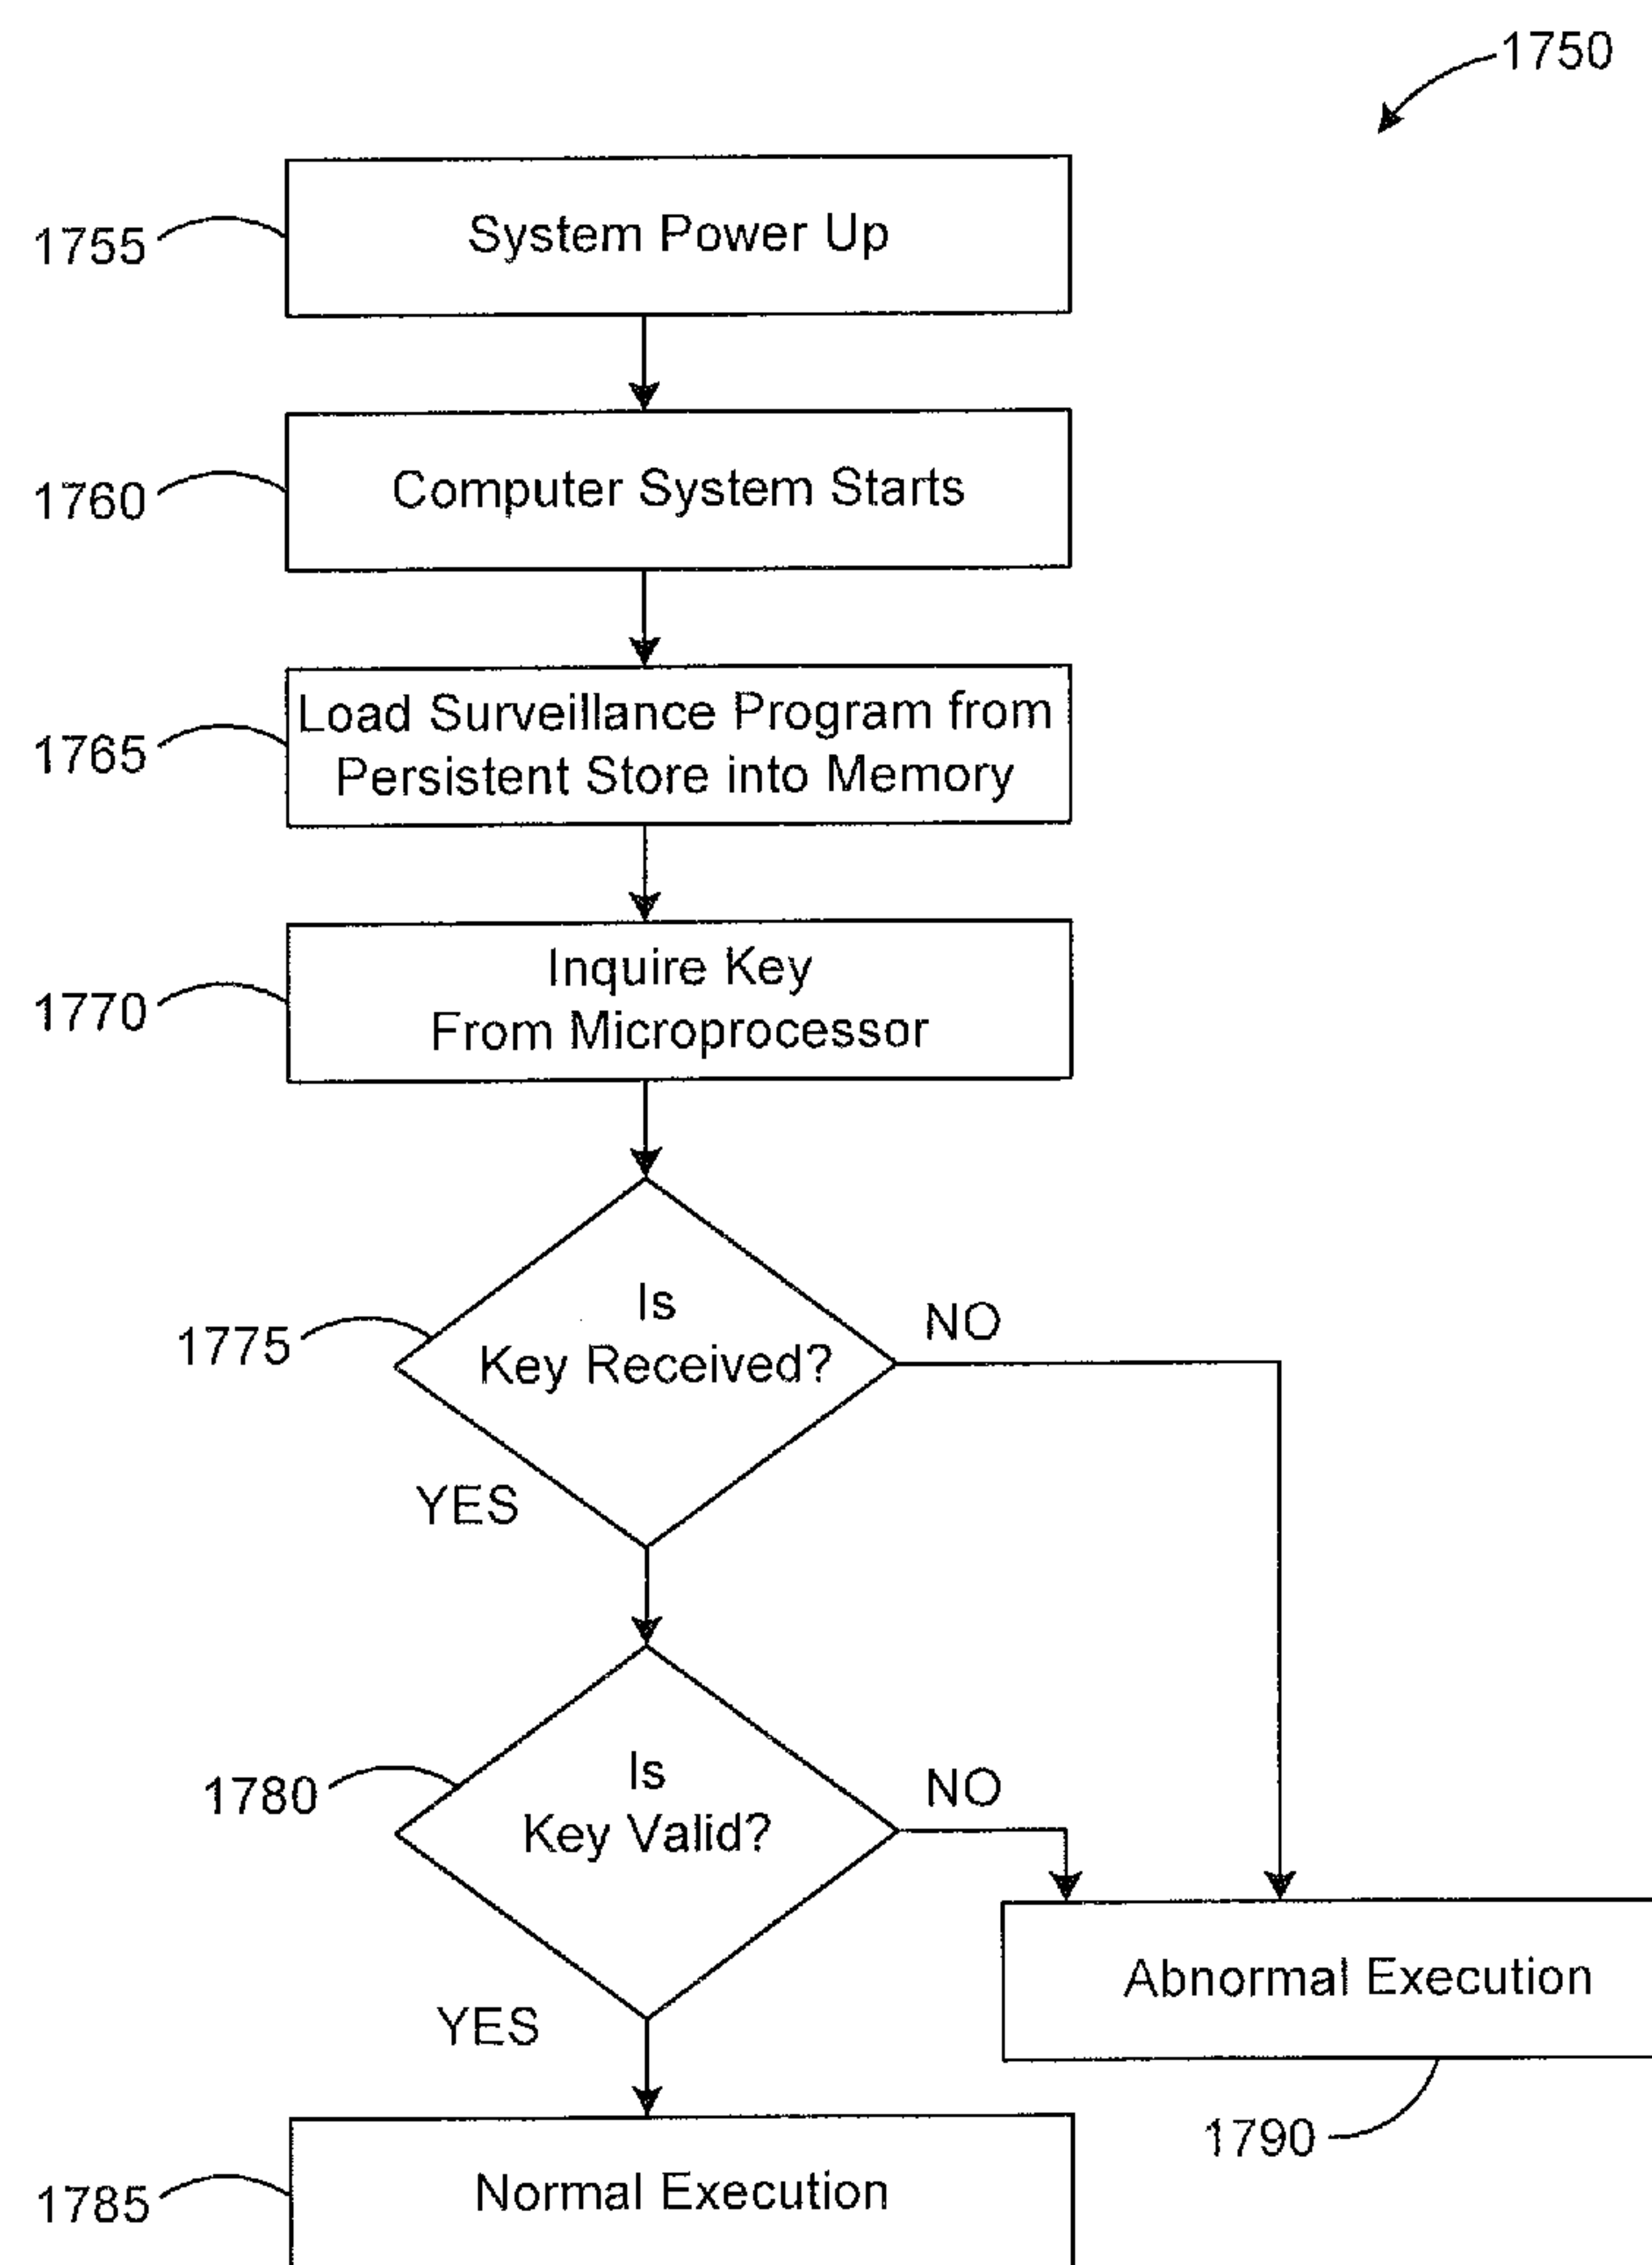 1750
1755
System Power Up
1760
Computer System Starts
1765
Load Surveillance Program from
Persistent Store into Memory
1770
Inquire Key
From Microprocessor
1775
Is
Key Received?
NO
YES
1780
Is
Key Valid?
NO
YES
Abnormal Execution
1790
1785
Normal Execution